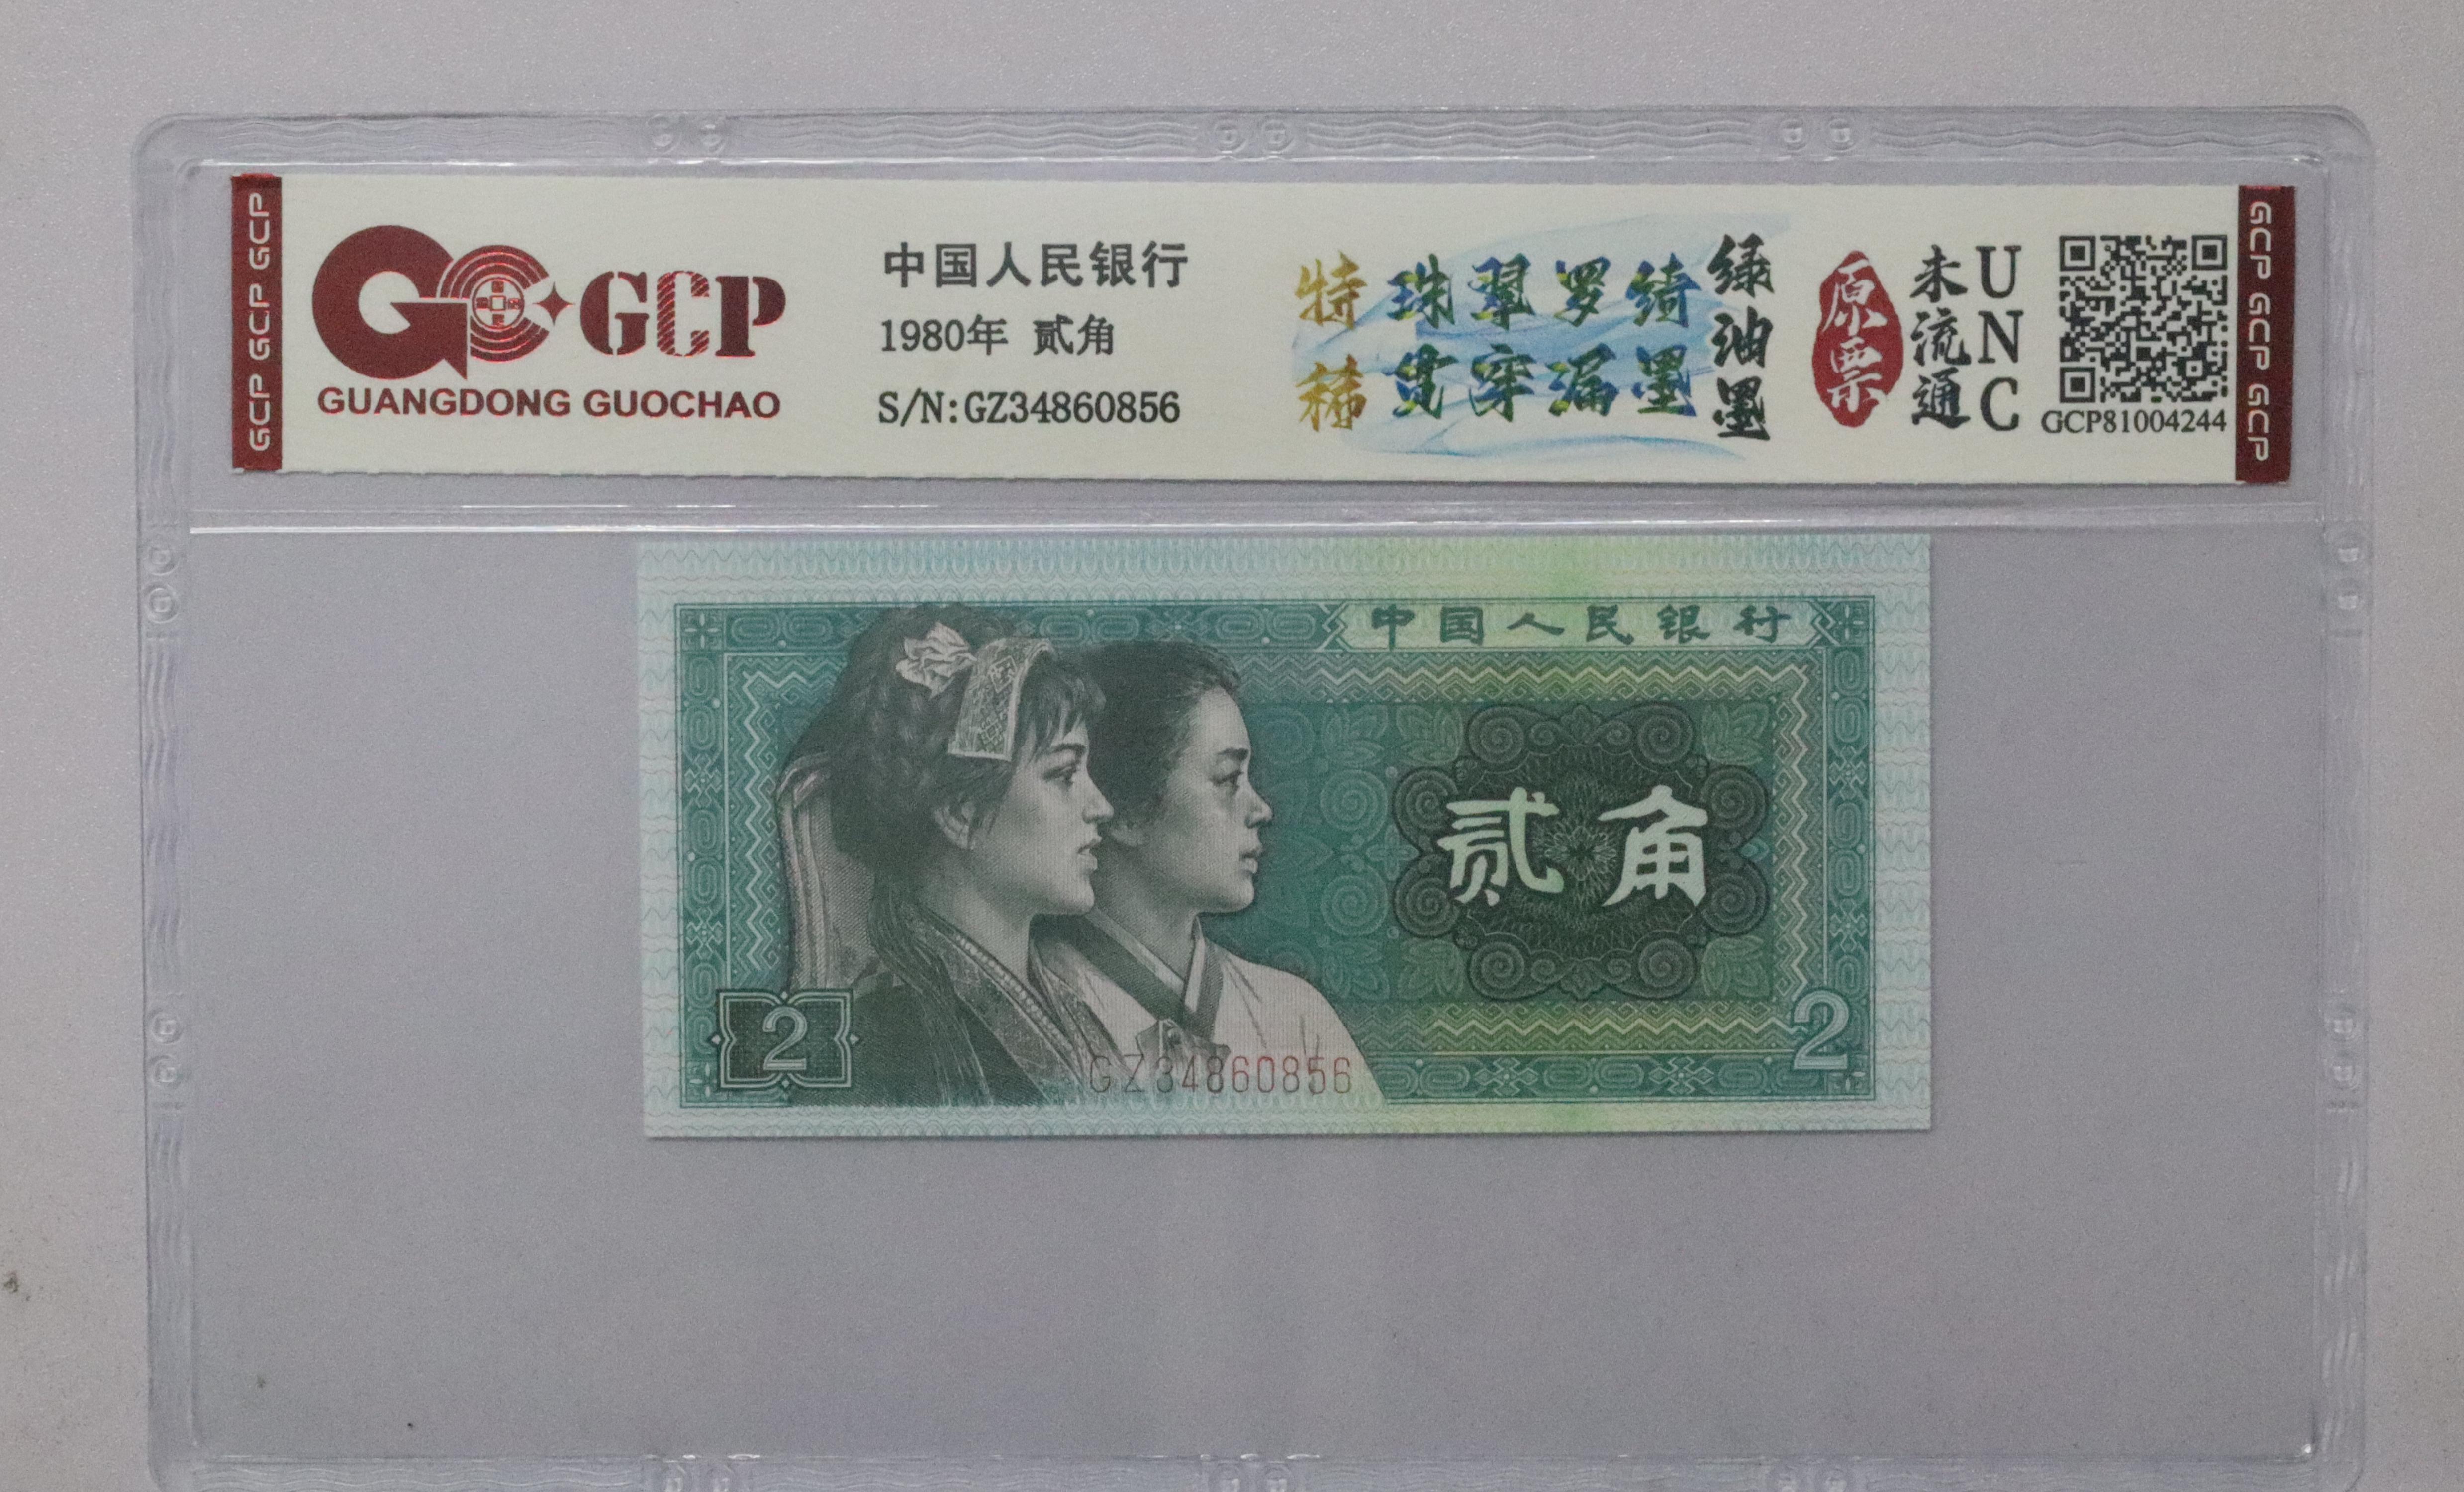 GCP GCP GCP
GCP
GUANGDONG GUOCHAO
中国人民银行
1980年 贰角
S/N:GZ34860856
特稀
珠翠罗绮
贯穿漏墨
绿油墨
原票
未流通
UNC
GCP81004244
GCP GCP GCP
中国人民银行
贰角
2
2
GZ34860856